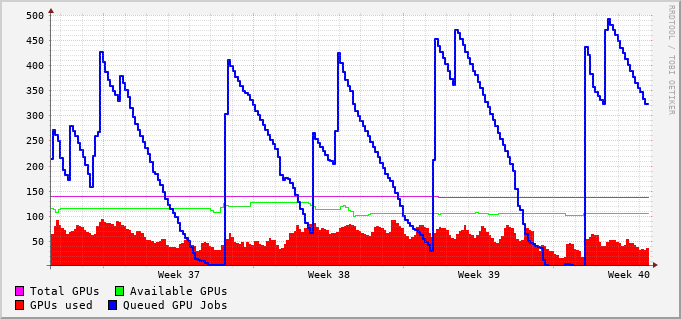 500
450
400
350
300
250
200
150
100
50
Week 37 Week 38 Week 39 Week 40
Total GPUs Available GPUs
GPUs used Queued GPU Jobs
RRDTOOL / TOBI OETIKER